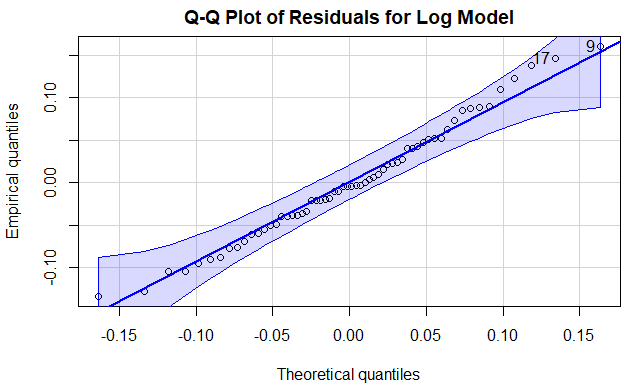 Q-Q Plot of Residuals for Log Model
Empirical quantiles
0.10
0.00
-0.10
17
9
-0.15 -0.10 -0.05 0.00 0.05 0.10 0.15
Theoretical quantiles